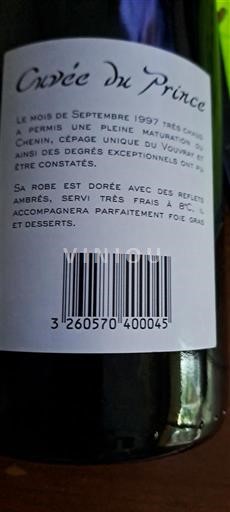 Cuvée du Prince
Le mois de Septembre 1997 très chaud
a permis une pleine maturation du
Chenin, cépage unique du Vouvray et
ainsi des degrés exceptionnels ont pu
être constatés.
Sa robe est dorée avec des reflets
ambrés, servi très frais à 8°C, il
accompagnera parfaitement foie gras
et desserts.
VINIOU
3 260570 400045